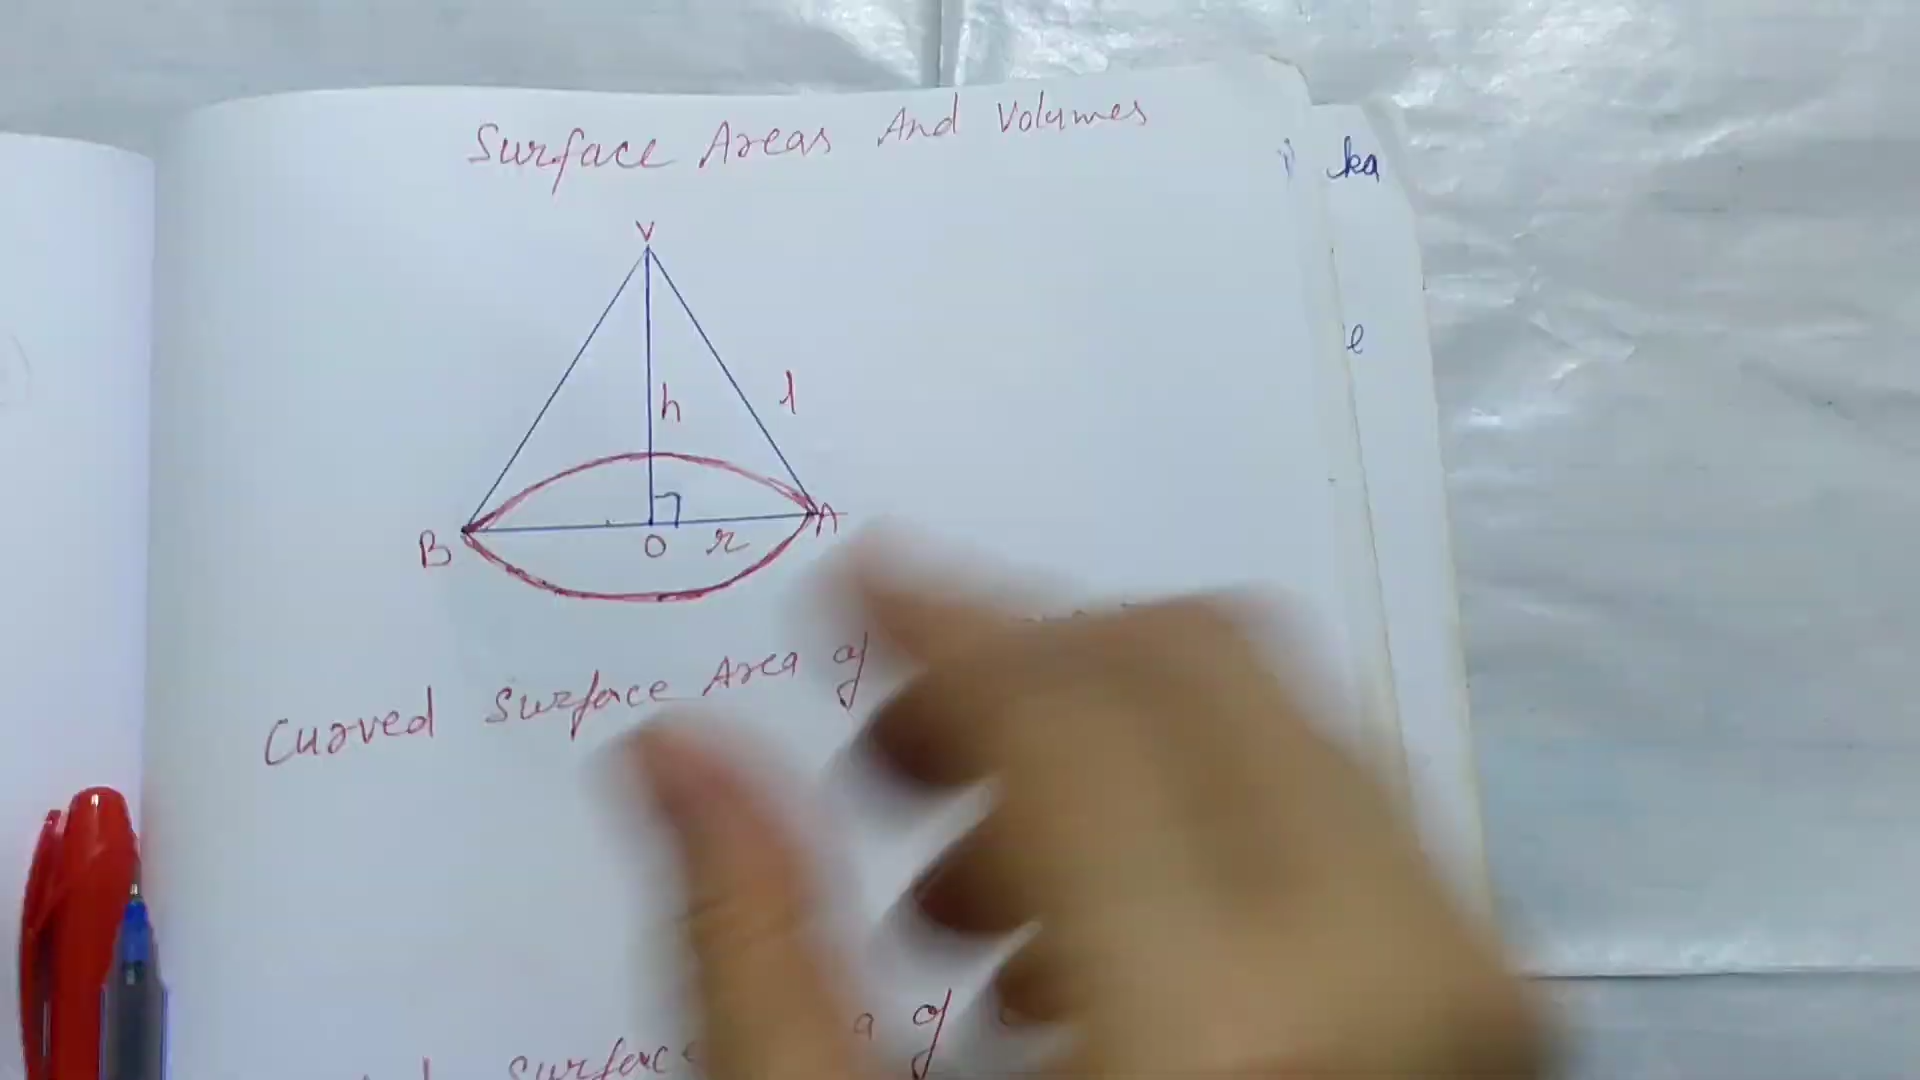 Surface Areas And Volumes
ka
V
e
h
l
A
B
O
r
Curved Surface Area of
Surface
a of